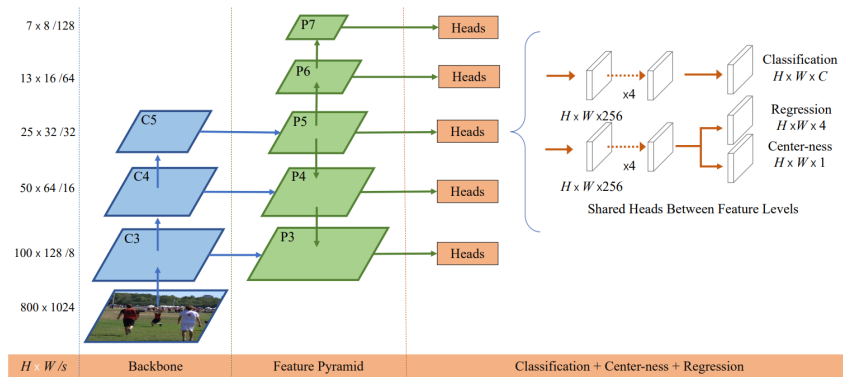 7 x 8 /128
13 x 16 /64
25 x 32 /32
50 x 64 /16
100 x 128 /8
800 x 1024
C5
C4
C3
P7
P6
P5
P4
P3
Heads
Heads
Heads
Heads
Heads
x4
H x W x256
Classification
H x W x C
x4
H x W x256
Regression
H x W x 4
Center-ness
H x W x 1
Shared Heads Between Feature Levels
H x W /s
Backbone
Feature Pyramid
Classification + Center-ness + Regression